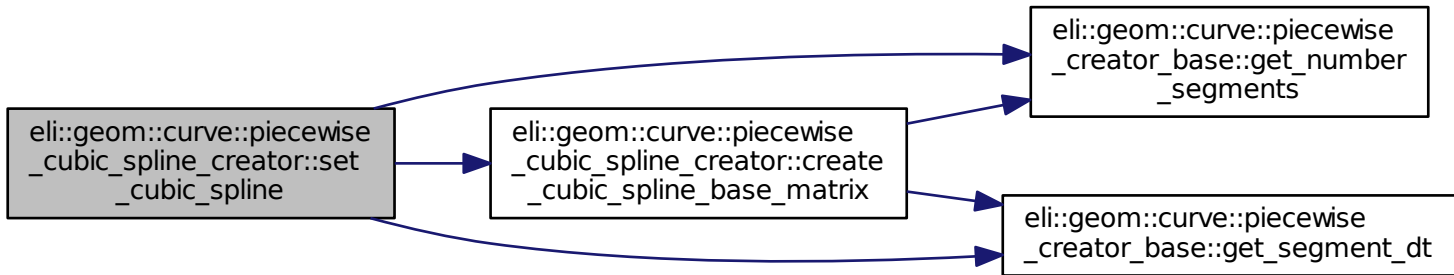 eli::geom::curve::piecewise
_cubic_spline_creator::set
_cubic_spline
eli::geom::curve::piecewise
_cubic_spline_creator::create
_cubic_spline_base_matrix
eli::geom::curve::piecewise
_creator_base::get_number
_segments
eli::geom::curve::piecewise
_creator_base::get_segment_dt